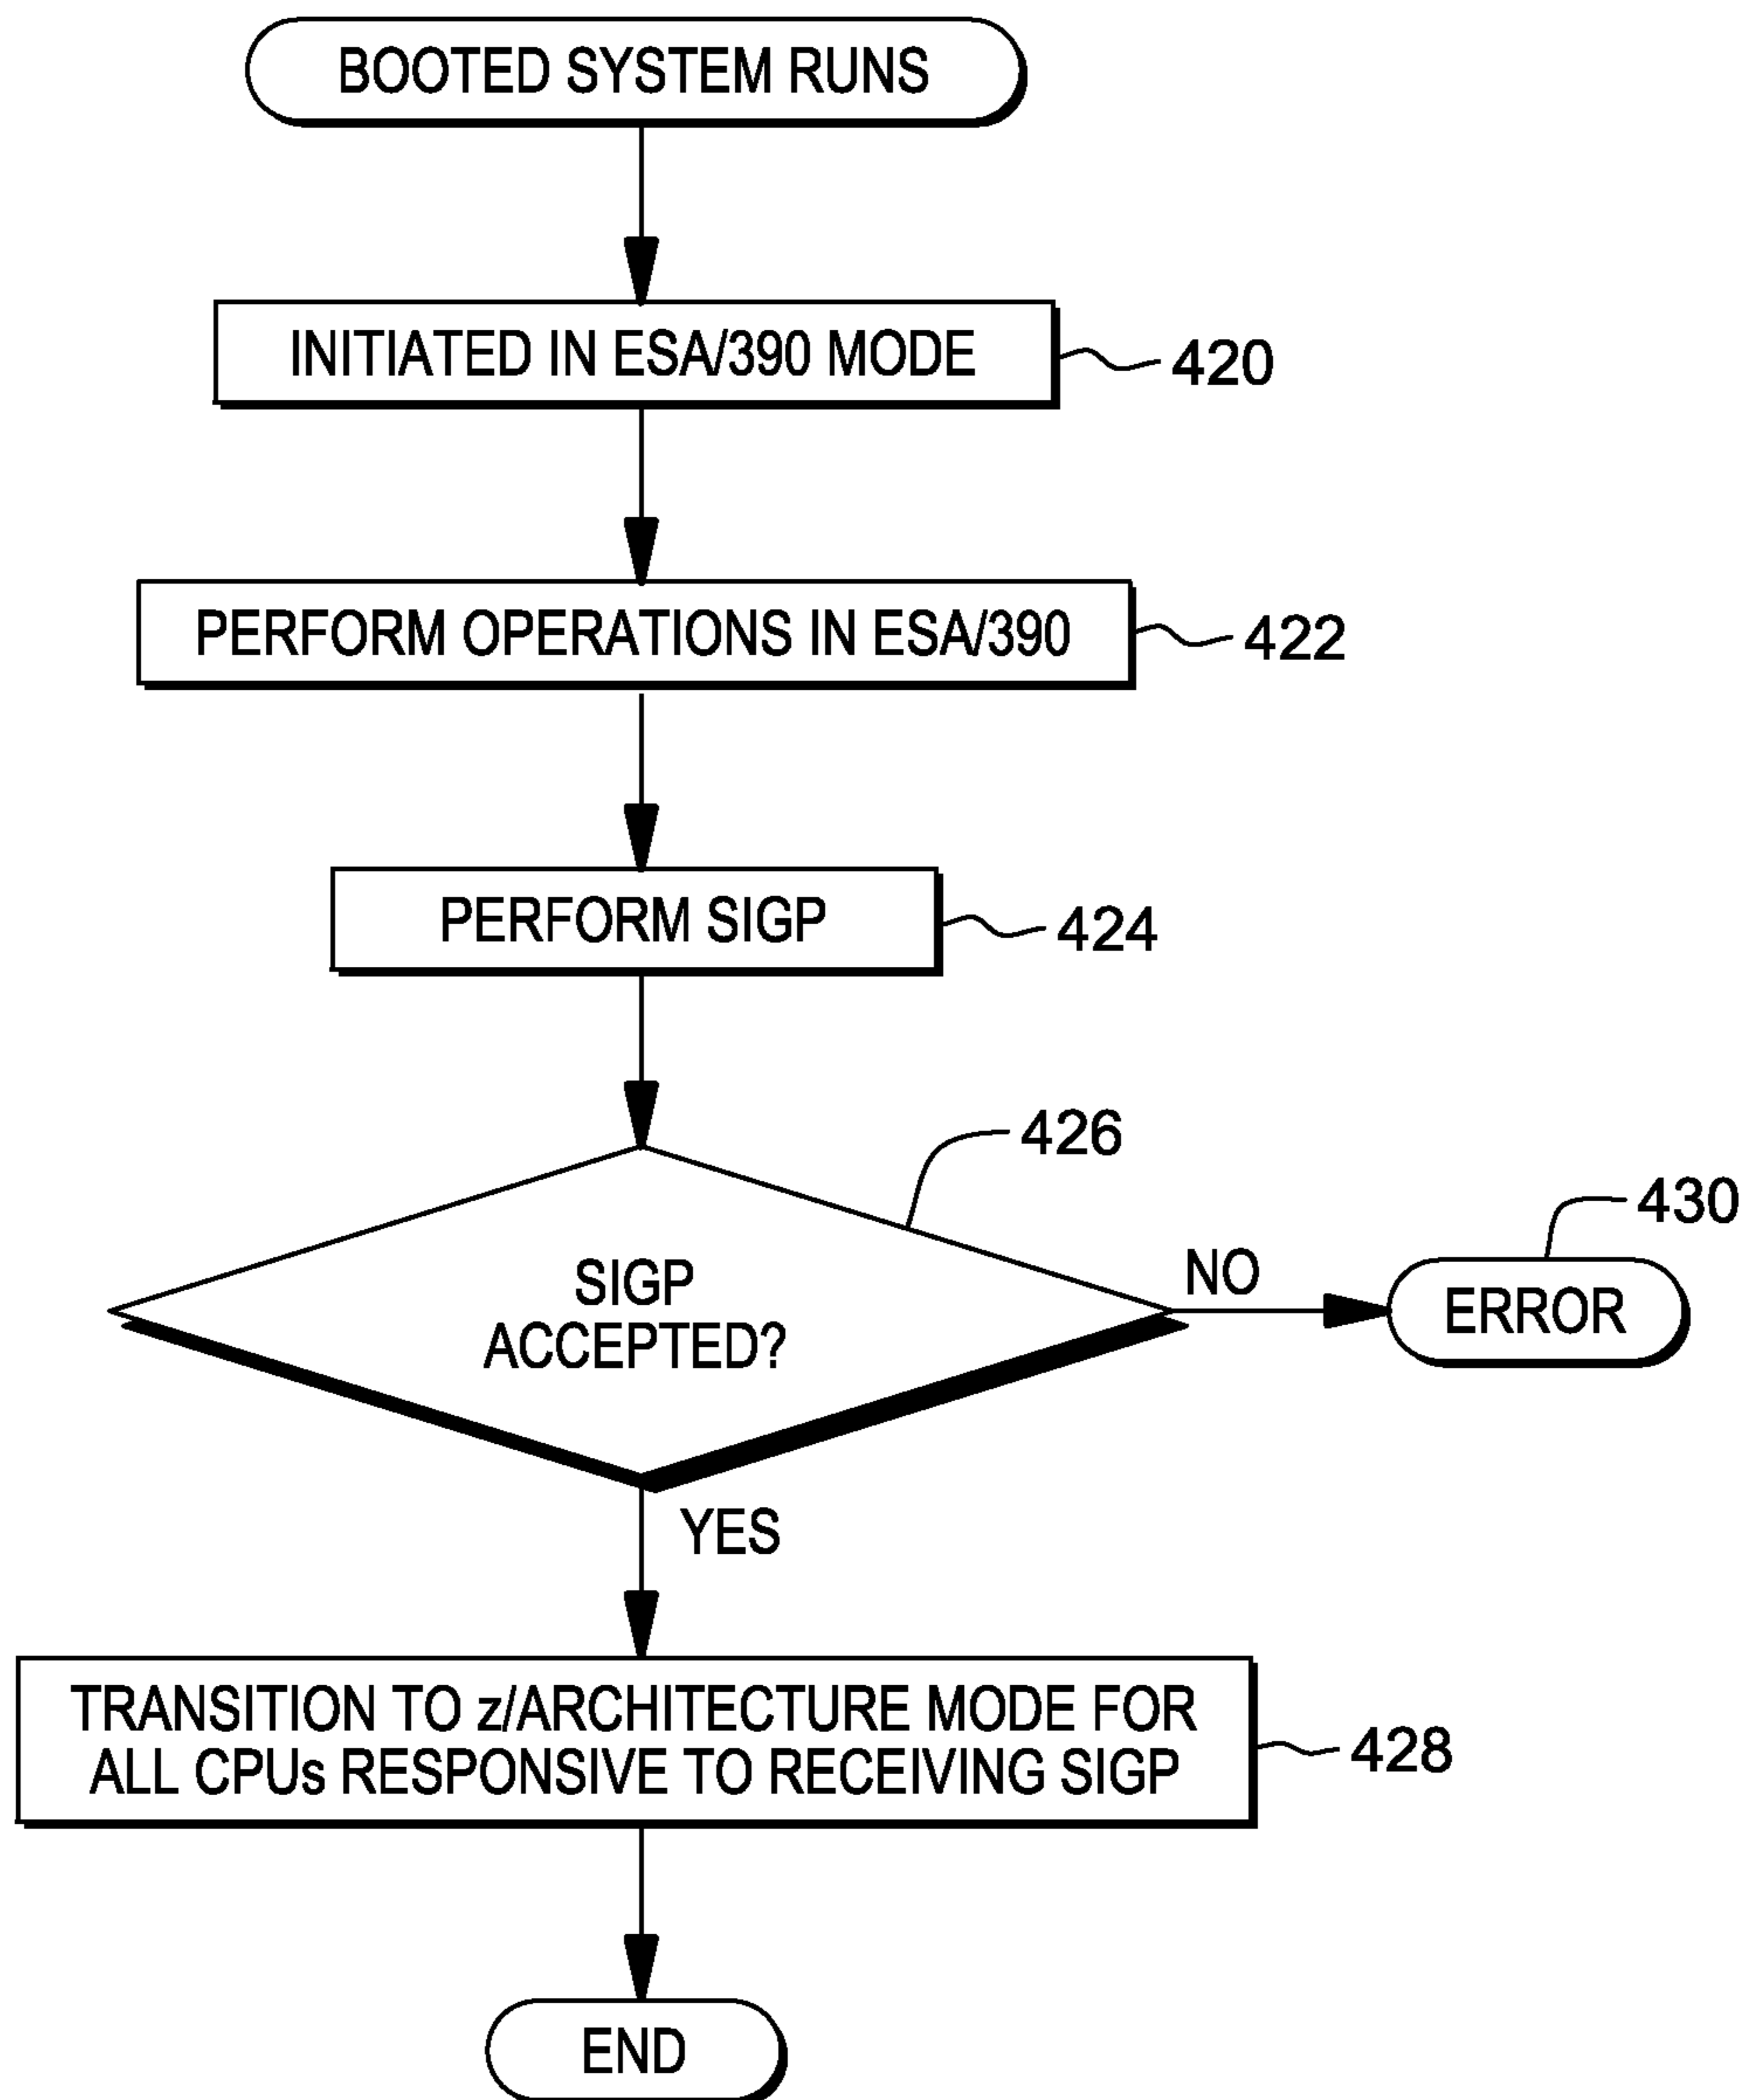 BOOTED SYSTEM RUNS
INITIATED IN ESA/390 MODE
420
PERFORM OPERATIONS IN ESA/390
422
PERFORM SIGP
424
426
SIGP
ACCEPTED?
NO
430
ERROR
YES
TRANSITION TO z/ARCHITECTURE MODE FOR
ALL CPUs RESPONSIVE TO RECEIVING SIGP
428
END